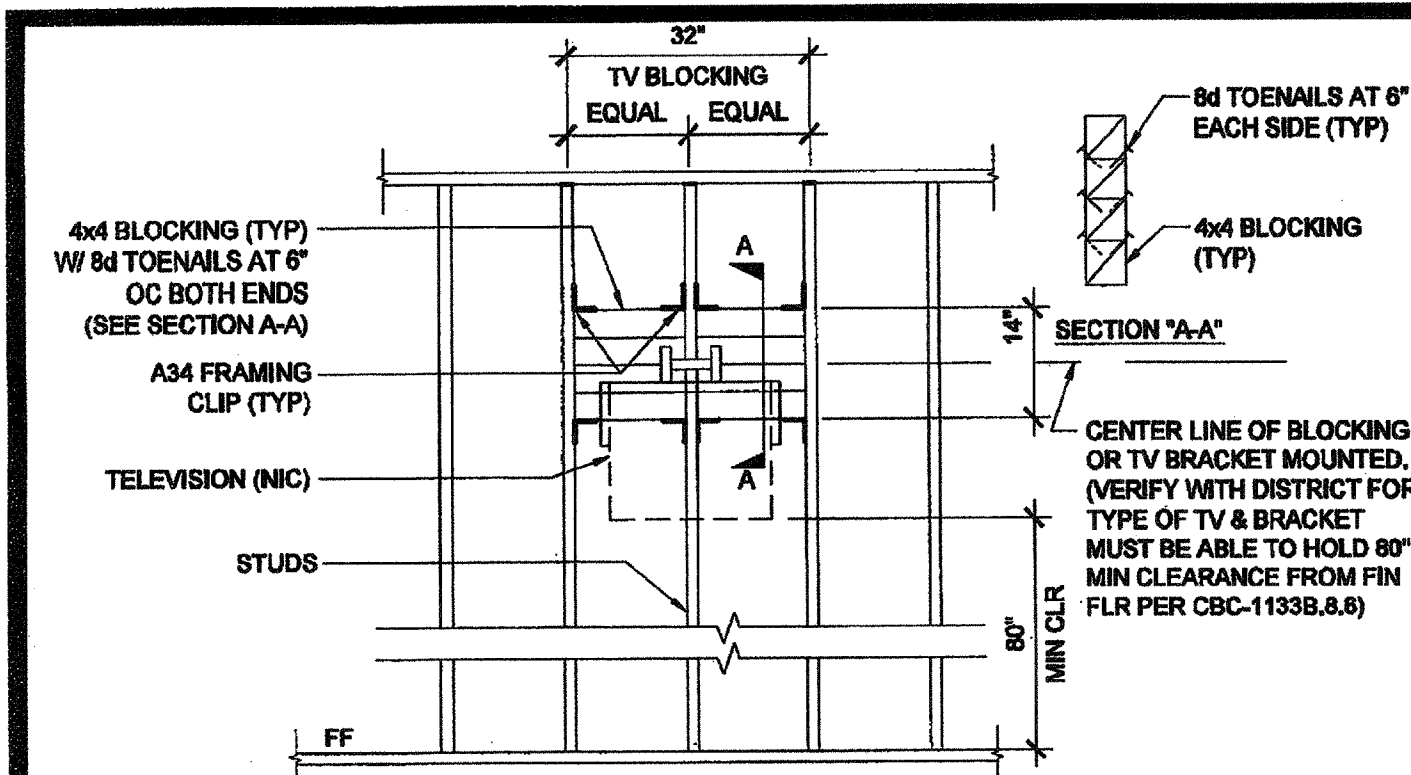 32"
TV BLOCKING
EQUAL EQUAL
8d TOENAILS AT 6"
EACH SIDE (TYP)
4x4 BLOCKING
(TYP)
4x4 BLOCKING (TYP)
W/ 8d TOENAILS AT 6"
OC BOTH ENDS
(SEE SECTION A-A)
A
14"
SECTION "A-A"
A34 FRAMING
CLIP (TYP)
CENTER LINE OF BLOCKING
OR TV BRACKET MOUNTED.
(VERIFY WITH DISTRICT FOR
TYPE OF TV & BRACKET
MUST BE ABLE TO HOLD 80"
MIN CLEARANCE FROM FIN
FLR PER CBC-1133B.8.6)
TELEVISION (NIC)
A
STUDS
80"
MIN CLR
FF